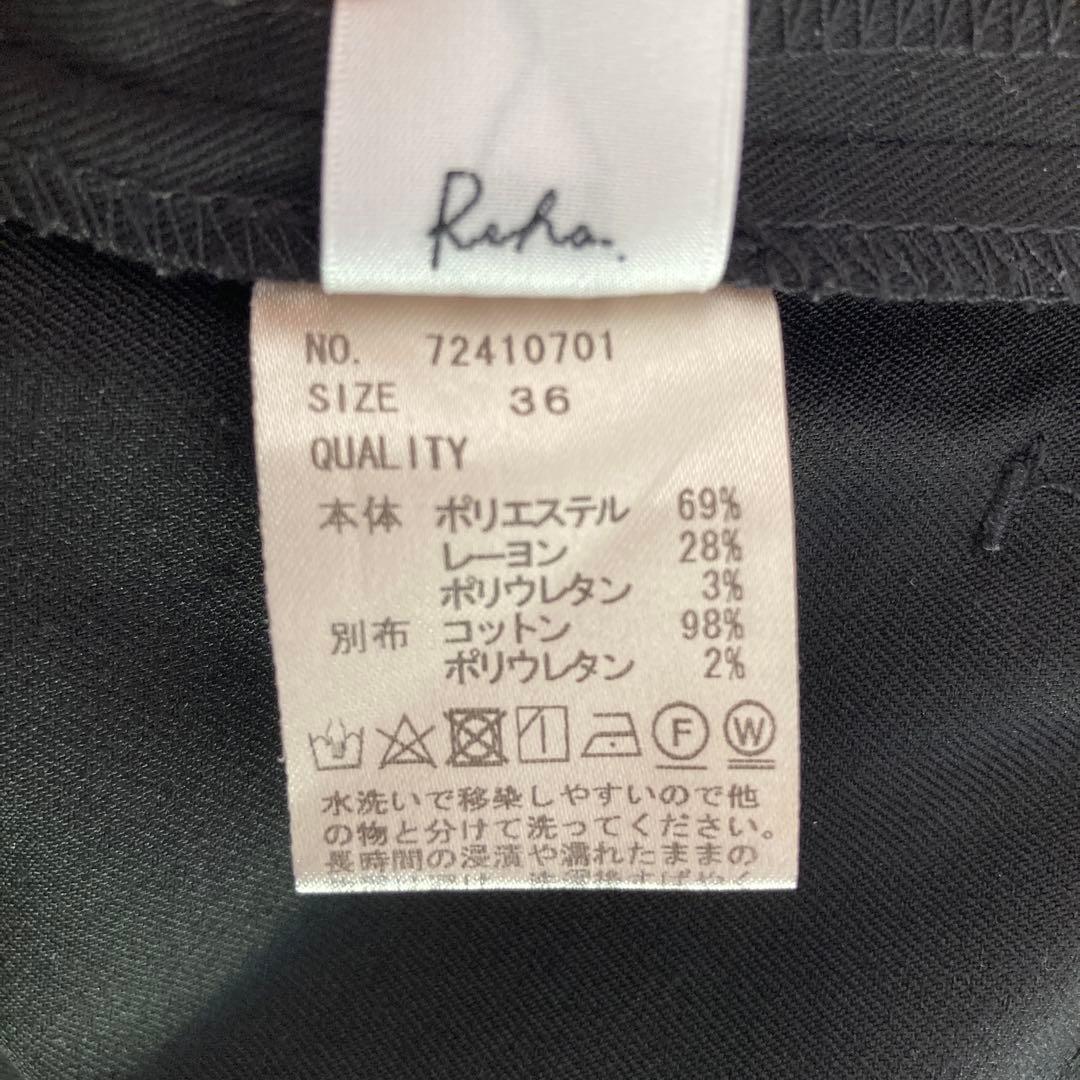 Reha.
NO. 72410701
SIZE 36
QUALITY
本体 ポリエステル 69%
レーヨン 28%
ポリウレタン 3%
別布 コットン 98%
ポリウレタン 2%
F W
水洗いで移染しやすいので他
の物と分けて洗ってください。
長時間の浸漬や濡れたままの